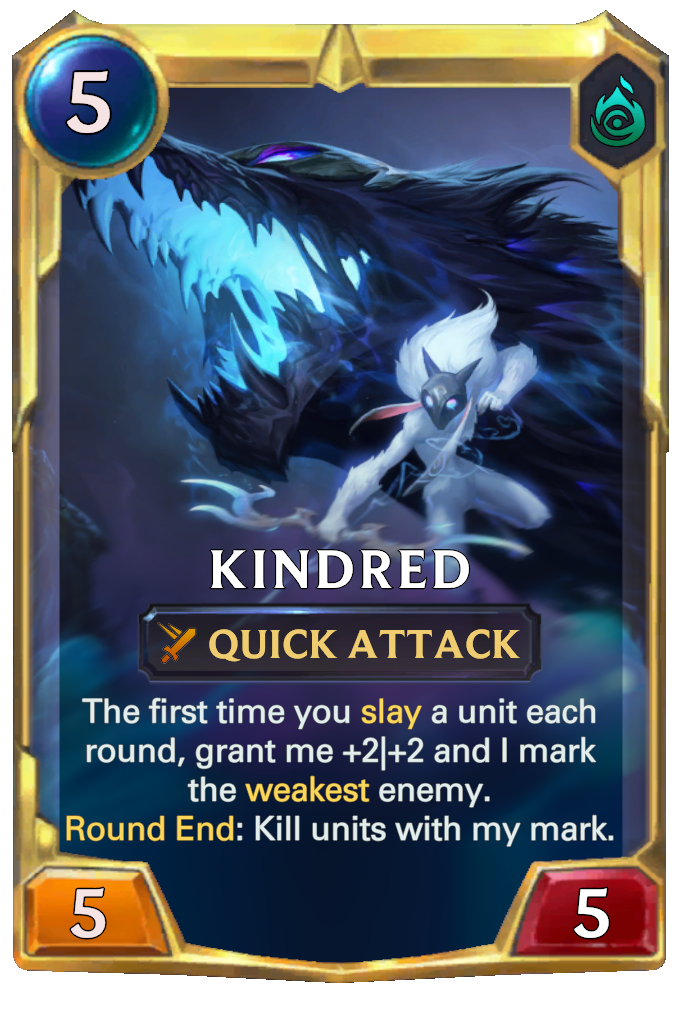 5
KINDRED
QUICK ATTACK
The first time you slay a unit each
round, grant me +2|+2 and I mark
the weakest enemy.
Round End: Kill units with my mark.
5
5